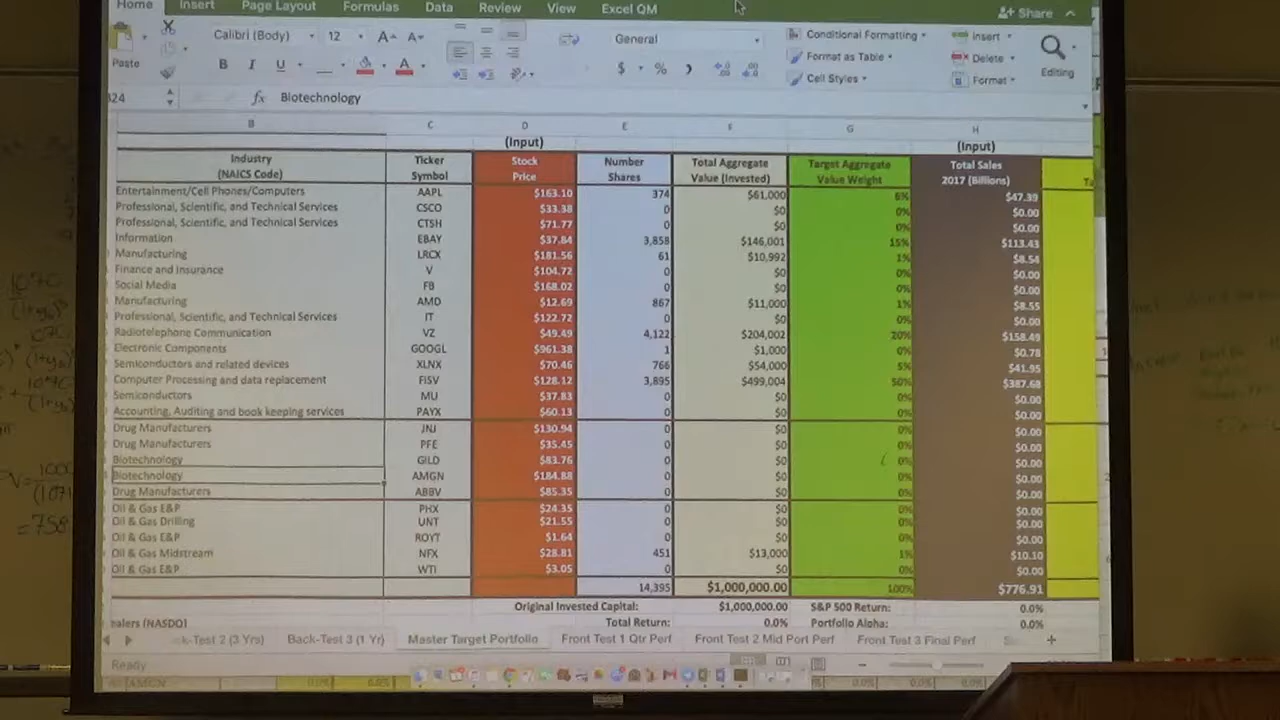 Home Insert Page Layout Formulas Data Review View Excel QM Share
Calibri (Body) 12 A A General Conditional Formatting Insert
Paste B I U A $ % Format as Table Delete
Cell Styles Format Editing
B24 fx Biotechnology
B C D E F G H
(Input) (Input)
Industry (NAICS Code) Ticker Symbol Stock Price Number Shares Total Aggregate Value (Invested) Target Aggregate Value Weight Total Sales 2017 (Billions)
Entertainment/Cell Phones/Computers AAPL $163.10 374 $61,000 6% $47.39
Professional, Scientific, and Technical Services CSCO $33.38 0 $0 0% $0.00
Professional, Scientific, and Technical Services CTSH $71.77 0 $0 0% $0.00
Information EBAY $37.84 3,858 $146,001 15% $113.43
Manufacturing LRCX $181.56 61 $10,992 1% $8.54
Finance and Insurance V $104.72 0 $0 0% $0.00
Social Media FB $168.02 0 $0 0% $0.00
Manufacturing AMD $12.69 867 $11,000 1% $8.55
Professional, Scientific, and Technical Services IT $122.72 0 $0 0% $0.00
Radiotelephone Communication VZ $49.49 4,122 $204,002 20% $158.49
Electronic Components GOOGL $961.38 1 $1,000 0% $0.78
Semiconductors and related devices XLNX $70.46 766 $54,000 5% $41.95
Computer Processing and data replacement FISV $128.12 3,895 $499,004 50% $387.68
Semiconductors MU $37.83 0 $0 0% $0.00
Accounting, Auditing and book keeping services PAYX $60.13 0 $0 0% $0.00
Drug Manufacturers JNJ $130.94 0 $0 0% $0.00
Drug Manufacturers PFE $35.45 0 $0 0% $0.00
Biotechnology GILD $83.76 0 $0 0% $0.00
Biotechnology AMGN $184.88 0 $0 0% $0.00
Drug Manufacturers ABBV $85.35 0 $0 0% $0.00
Oil & Gas E&P PHX $24.35 0 $0 0% $0.00
Oil & Gas Drilling UNT $21.55 0 $0 0% $0.00
Oil & Gas E&P ROYT $1.64 0 $0 0% $0.00
Oil & Gas Midstream NFX $28.81 451 $13,000 1% $10.10
Oil & Gas E&P WTI $3.05 0 $0 0% $0.00
14,395 $1,000,000.00 100% $776.91
Original Invested Capital: $1,000,000.00 S&P 500 Return: 0.0%
ealers (NASDQ) Total Return: 0.0% Portfolio Alpha: 0.0%
k-Test 2 (3 Yrs) Back-Test 3 (1 Yr) Master Target Portfolio Front Test 1 Qtr Perf Front Test 2 Mid Port Perf Front Test 3 Final Perf +
Ready